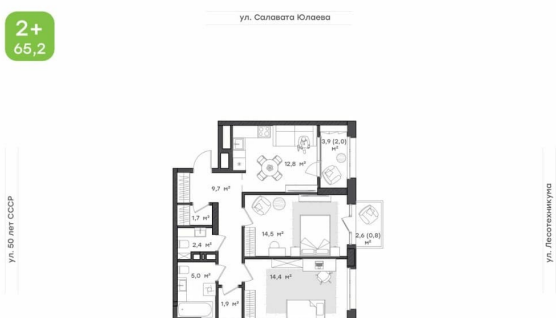 2+
65,2
ул. Салавата Юлаева
ул. 50 лет СССР
ул. Лесотехникума
3,9 (2,0)
м²
12,8 м²
9,7 м²
1,7 м²
14,5 м²
2,6 (0,8)
м²
2,4 м²
5,0 м²
14,4 м²
1,9 м²